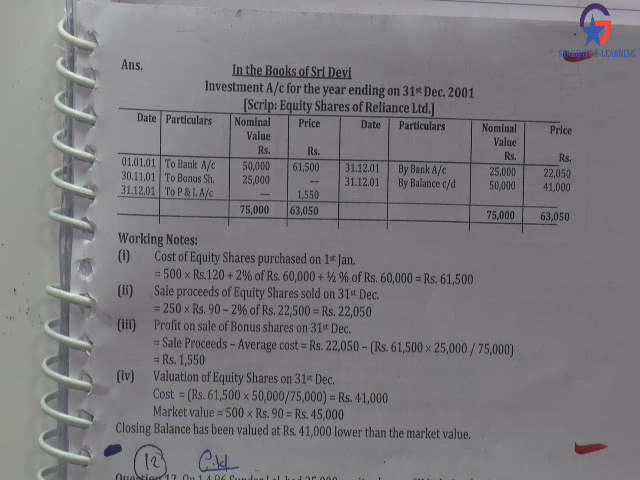 Ans.
In the Books of Sri Devi
Investment A/c for the year ending on 31st Dec. 2001
[Scrip: Equity Shares of Reliance Ltd.]
Date Particulars Nominal Value Rs. Price Rs. Date Particulars Nominal Value Rs. Price Rs.
01.01.01 To Bank A/c 50,000 61,500 31.12.01 By Bank A/c 25,000 22,050
30.11.01 To Bonus Sh. 25,000 --- 31.12.01 By Balance c/d 50,000 41,000
31.12.01 To P & L A/c — 1,550
75,000 63,050 75,000 63,050
Working Notes:
(i) Cost of Equity Shares purchased on 1st Jan.
= 500 × Rs.120 + 2% of Rs. 60,000 + ½ % of Rs. 60,000 = Rs. 61,500
(ii) Sale proceeds of Equity Shares sold on 31st Dec.
= 250 × Rs. 90 – 2% of Rs. 22,500 = Rs. 22,050
(iii) Profit on sale of Bonus shares on 31st Dec.
= Sale Proceeds – Average cost = Rs. 22,050 – (Rs. 61,500 × 25,000 / 75,000)
= Rs. 1,550
(iv) Valuation of Equity Shares on 31st Dec.
Cost = (Rs. 61,500 × 50,000/75,000) = Rs. 41,000
Market value = 500 × Rs. 90 = Rs. 45,000
Closing Balance has been valued at Rs. 41,000 lower than the market value.
12